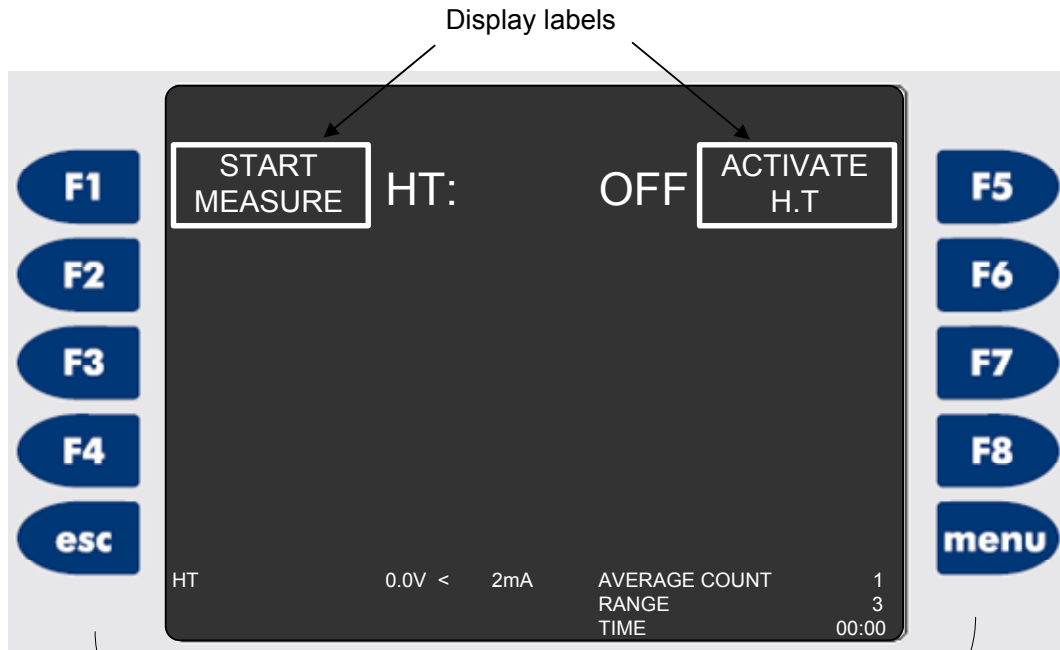 Display labels
F1
START
MEASURE
HT:
OFF
ACTIVATE
H.T
F5
F2
F6
F3
F7
F4
F8
esc
menu
HT 0.0V < 2mA AVERAGE COUNT 1
RANGE 3
TIME 00:00